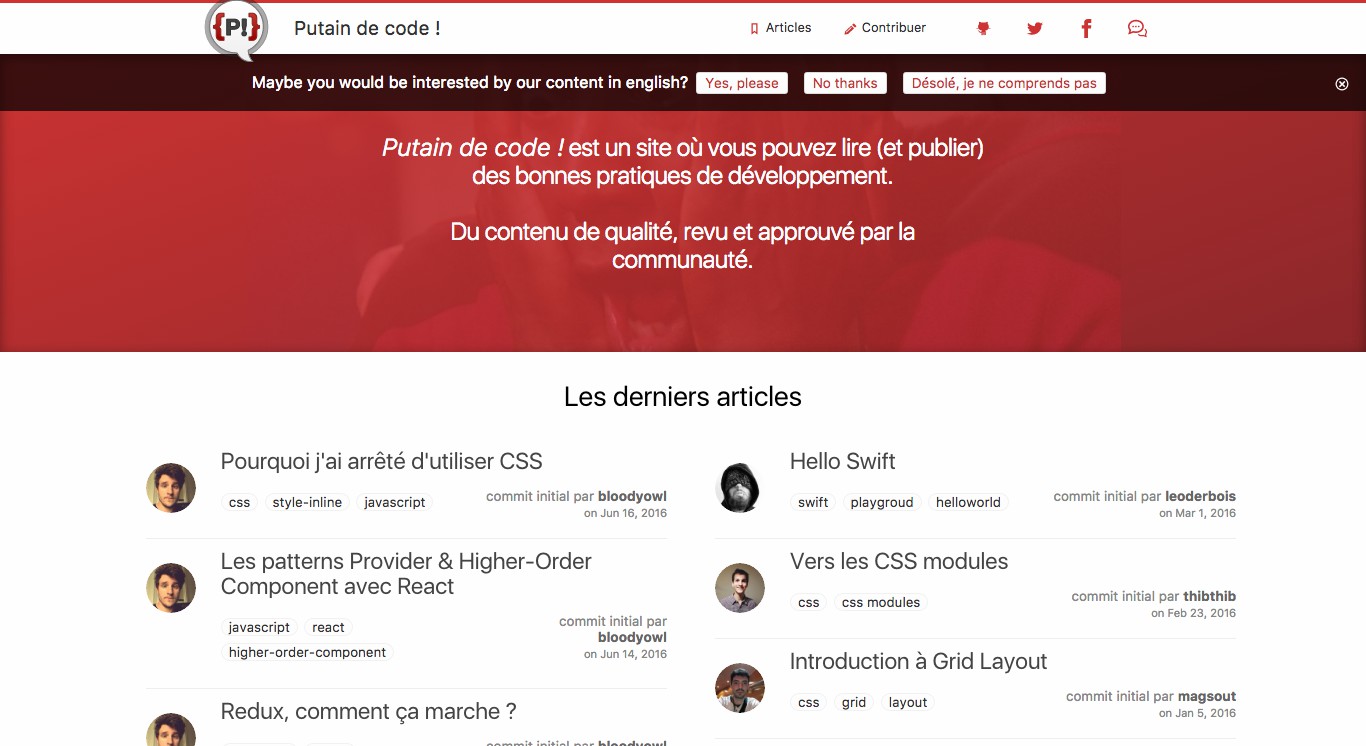 {P!}
Putain de code !
Articles
Contribuer
Maybe you would be interested by our content in english?
Yes, please
No thanks
Désolé, je ne comprends pas
Putain de code ! est un site où vous pouvez lire (et publier)
des bonnes pratiques de développement.
Du contenu de qualité, revu et approuvé par la
communauté.
Les derniers articles
Pourquoi j'ai arrêté d'utiliser CSS
css style-inline javascript
commit initial par bloodyowl
on Jun 16, 2016
Les patterns Provider & Higher-Order
Component avec React
javascript react
higher-order-component
commit initial par
bloodyowl
on Jun 14, 2016
Redux, comment ça marche ?
commit initial par bloodyowl
Hello Swift
swift playgroud helloworld
commit initial par leoderbois
on Mar 1, 2016
Vers les CSS modules
css css modules
commit initial par thibthib
on Feb 23, 2016
Introduction à Grid Layout
css grid layout
commit initial par magsout
on Jan 5, 2016